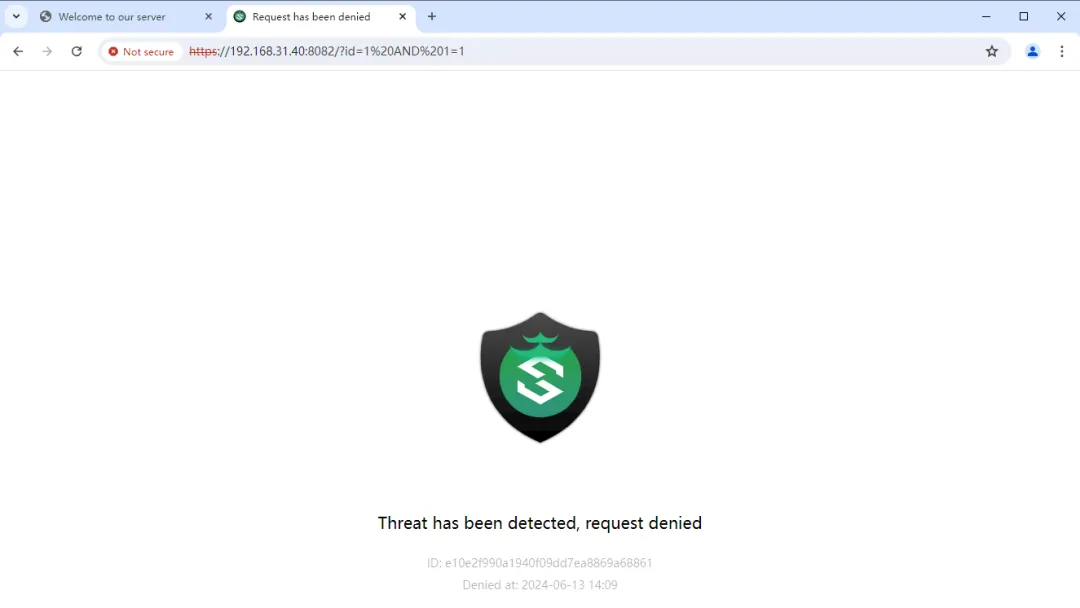 Welcome to our server
Request has been denied
Not secure
https://192.168.31.40:8082/?id=1%20AND%201=1
Threat has been detected, request denied
ID: e10e2f990a1940f09dd7ea8869a68861
Denied at: 2024-06-13 14:09